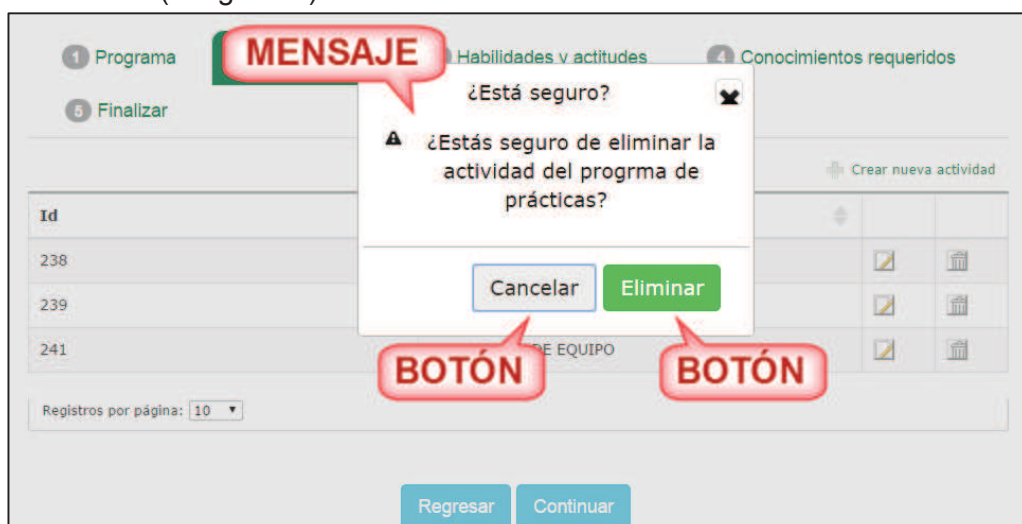 1 Programa MENSAJE Habilidades y actitudes 4 Conocimientos requeridos
5 Finalizar
¿Está seguro?
¿Estás seguro de eliminar la
actividad del progrma de
prácticas?
Crear nueva actividad
Id
238
239
241 DE EQUIPO
Cancelar Eliminar
BOTÓN BOTÓN
Registros por página: 10
Regresar Continuar